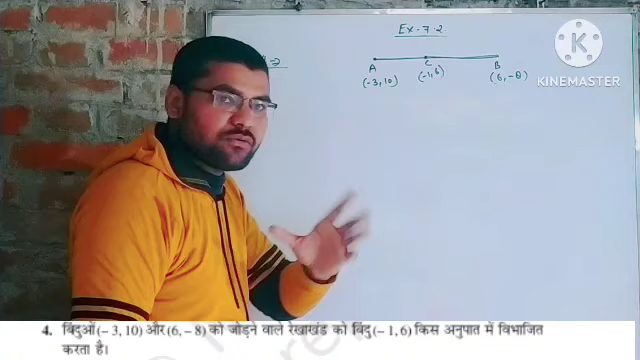 Ex-7.2
KINEMASTER
A
C
B
(-3,10)
(-1,6)
(6,-8)
4. बिंदुओं (– 3, 10) और (6, – 8) को जोड़ने वाले रेखाखंड को बिंदु (– 1, 6) किस अनुपात में विभाजित
करता है।